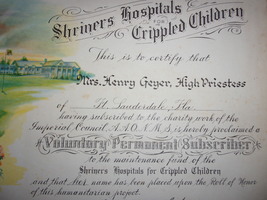 Shriners Hospitals
FOR
Crippled Children
This is to certify that
Mrs. Henry Geyer, High Priestess
of Ft. Lauderdale, Fla
having subscribed to the charity work of the
Imperial Council, A.A.O.N.M.S., is hereby proclaimed a
Voluntary Permanent Subscriber
to the maintenance fund of the
Shriners Hospitals for Crippled Children
and that her name has been placed upon the Roll of Honor
of this humanitarian project.